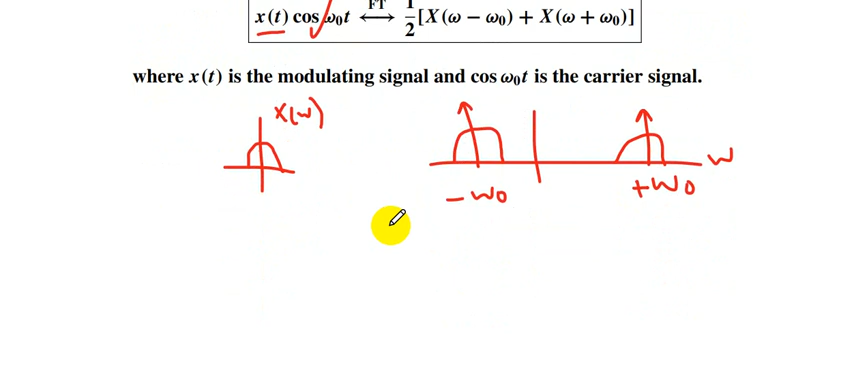 x(t) cos ω₀t ⟷ FT 1/2 [X(ω − ω₀) + X(ω + ω₀)]
where x(t) is the modulating signal and cos ω₀t is the carrier signal.
X(ω)
ω
−ω₀
+ω₀